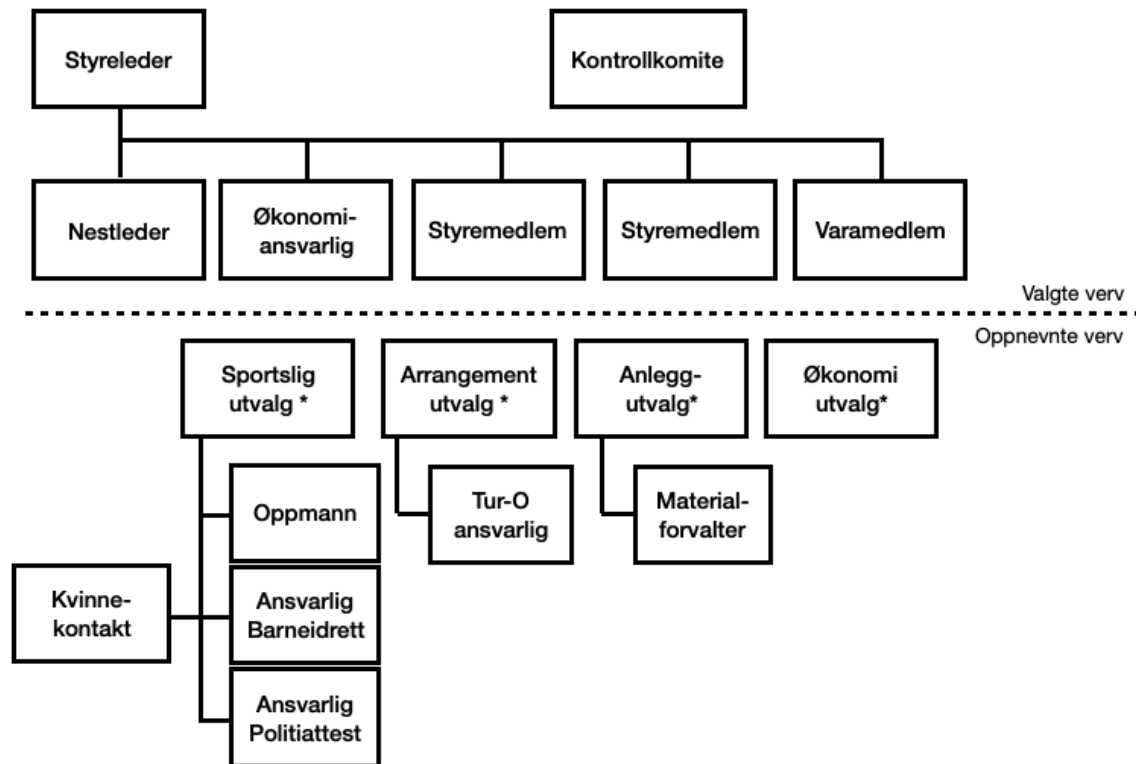 Styreleder
Kontrollkomite
Nestleder
Økonomi-
ansvarlig
Styremedlem
Styremedlem
Varamedlem
Valgte verv
Oppnevnte verv
Sportslig
utvalg *
Arrangement
utvalg *
Anlegg-
utvalg*
Økonomi
utvalg*
Oppmann
Tur-O
ansvarlig
Material-
forvalter
Kvinne-
kontakt
Ansvarlig
Barneidrett
Ansvarlig
Politiattest